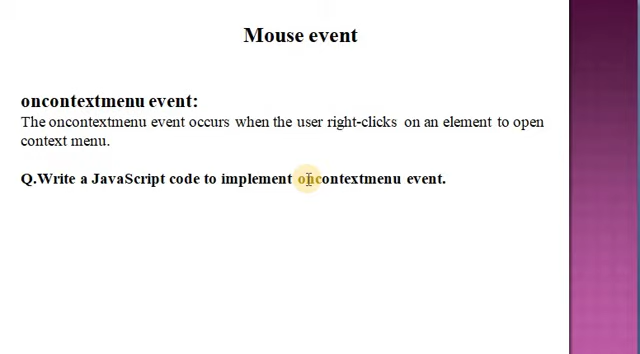 Mouse event
oncontextmenu event:
The oncontextmenu event occurs when the user right-clicks on an element to open
context menu.
Q.Write a JavaScript code to implement oncontextmenu event.